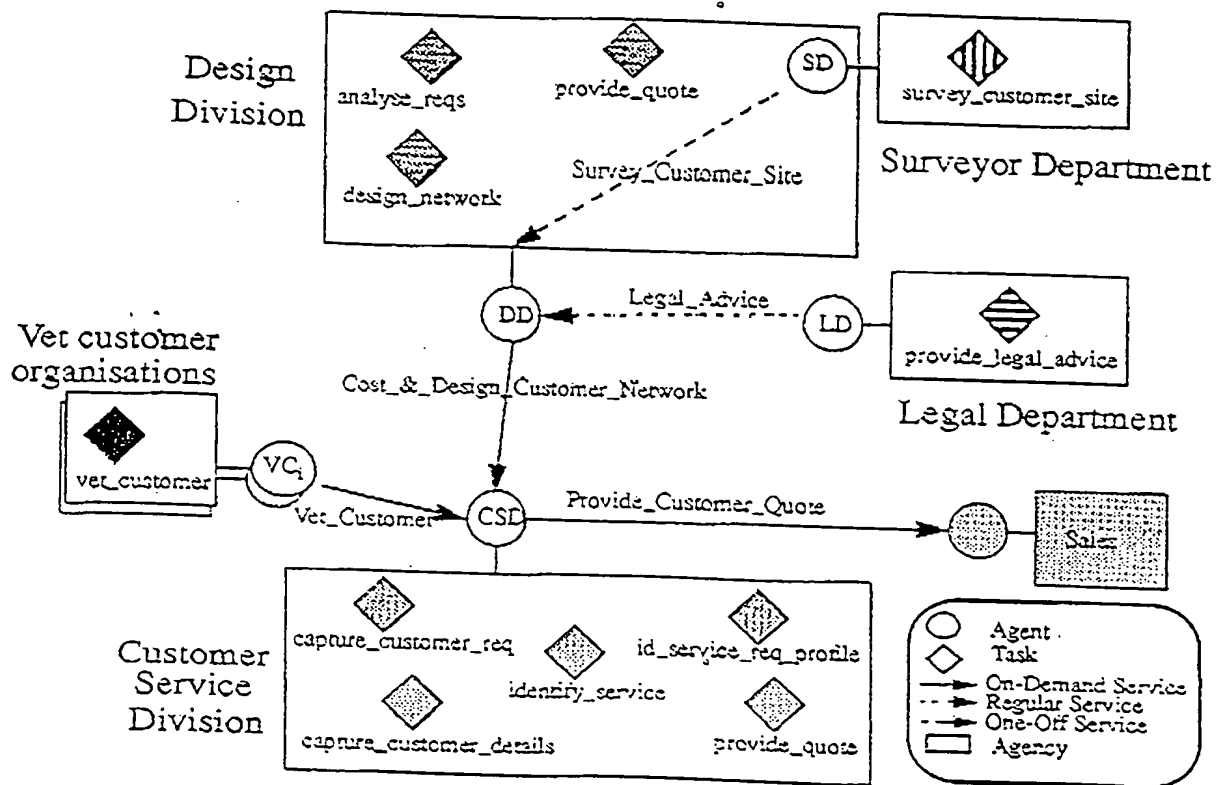 Design
Division
analyse_reqs
provide_quote
design_network
Survey_Customer_Site
SD
survey_customer_site
Surveyor Department
DD
Legal_Advice
LD
provide_legal_advice
Legal Department
Vet customer
organisations
vet_customer
VCi
Vet_Customer
Cost_&_Design_Customer_Network
CSD
Provide_Customer_Quote
Sales
Customer
Service
Division
capture_customer_req
identify_service
id_service_req_profile
capture_customer_details
provide_quote
Agent
Task
On-Demand Service
Regular Service
One-Off Service
Agency